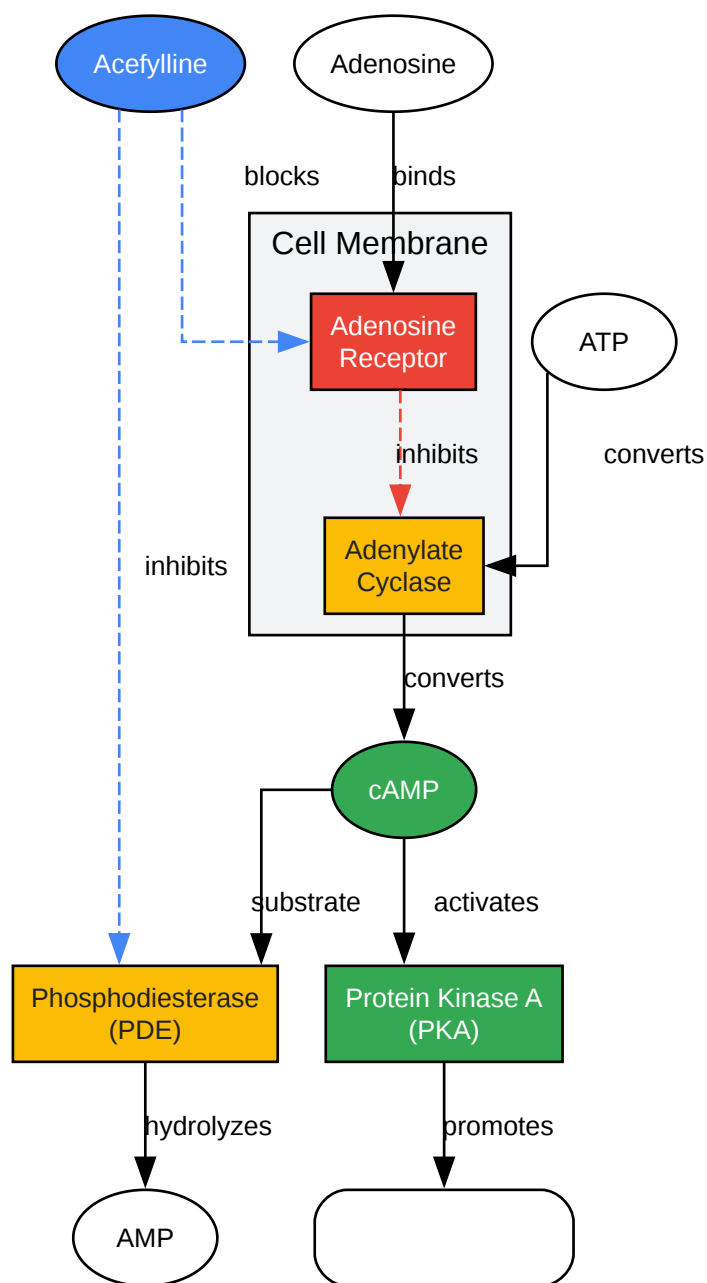 Acefylline
Adenosine
blocks
binds
Cell Membrane
Adenosine
Receptor
ATP
inhibits
converts
Adenylate
Cyclase
inhibits
converts
cAMP
substrate
activates
Phosphodiesterase
(PDE)
Protein Kinase A
(PKA)
hydrolyzes
promotes
AMP